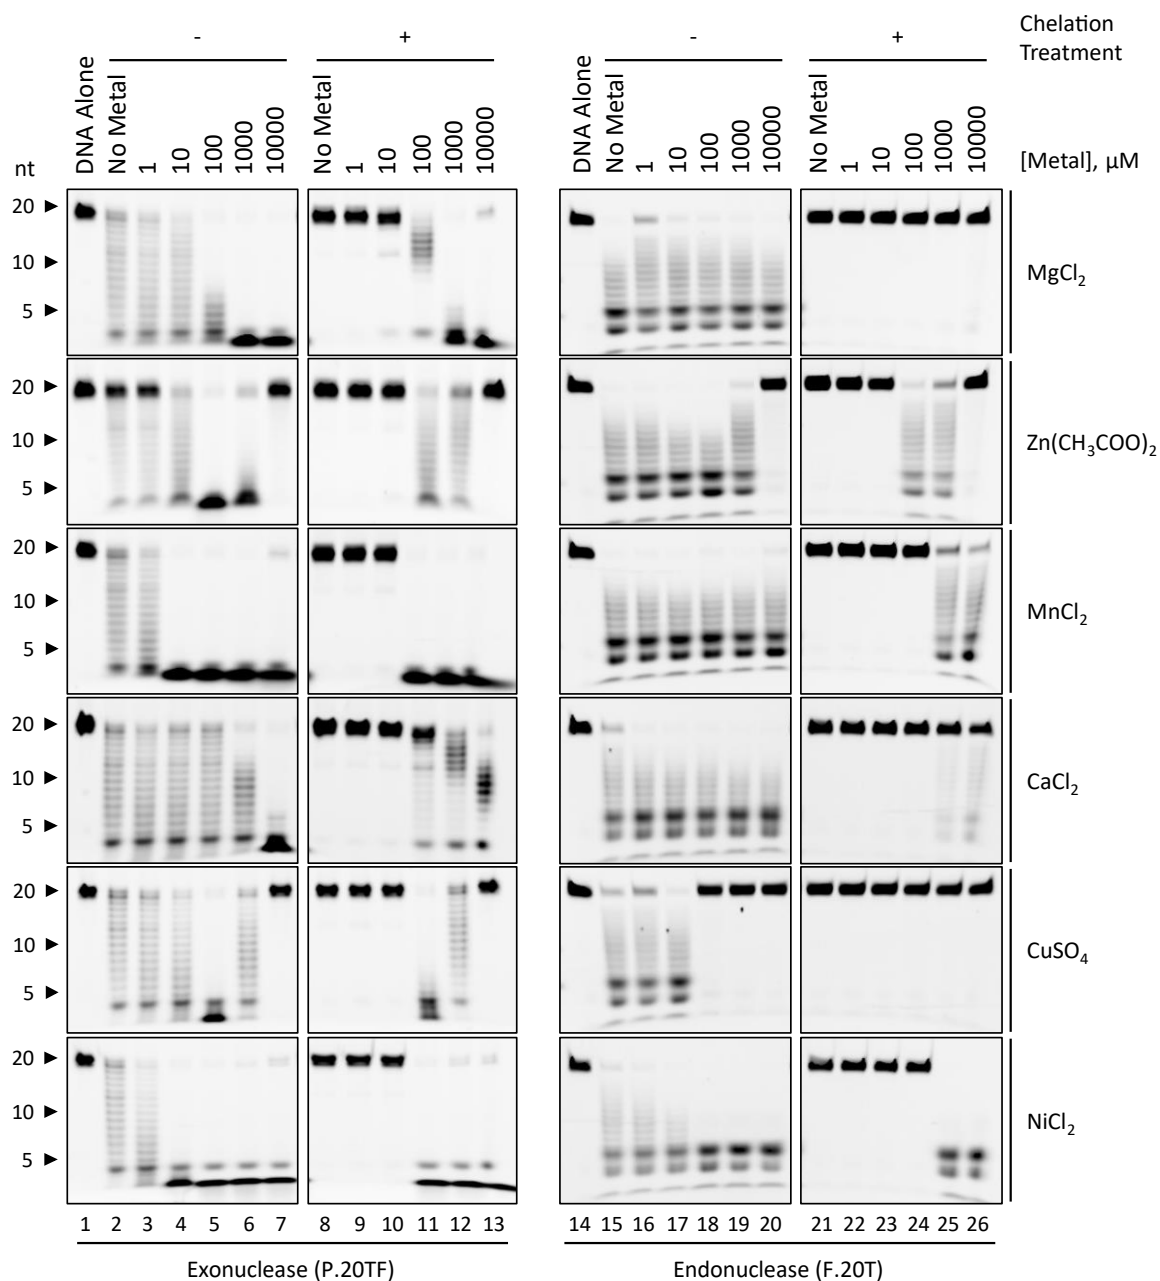 Chelation
Treatment
- + - +
DNA Alone No Metal 1 10 100 1000 10000 No Metal 1 10 100 1000 10000 DNA Alone No Metal 1 10 100 1000 10000 No Metal 1 10 100 1000 10000
nt [Metal], µM
20 ►
10 ►
5 ►
MgCl2
20 ►
10 ►
5 ►
Zn(CH3COO)2
20 ►
10 ►
5 ►
MnCl2
20 ►
10 ►
5 ►
CaCl2
20 ►
10 ►
5 ►
CuSO4
20 ►
10 ►
5 ►
NiCl2
1 2 3 4 5 6 7 8 9 10 11 12 13 14 15 16 17 18 19 20 21 22 23 24 25 26
Exonuclease (P.20TF) Endonuclease (F.20T)